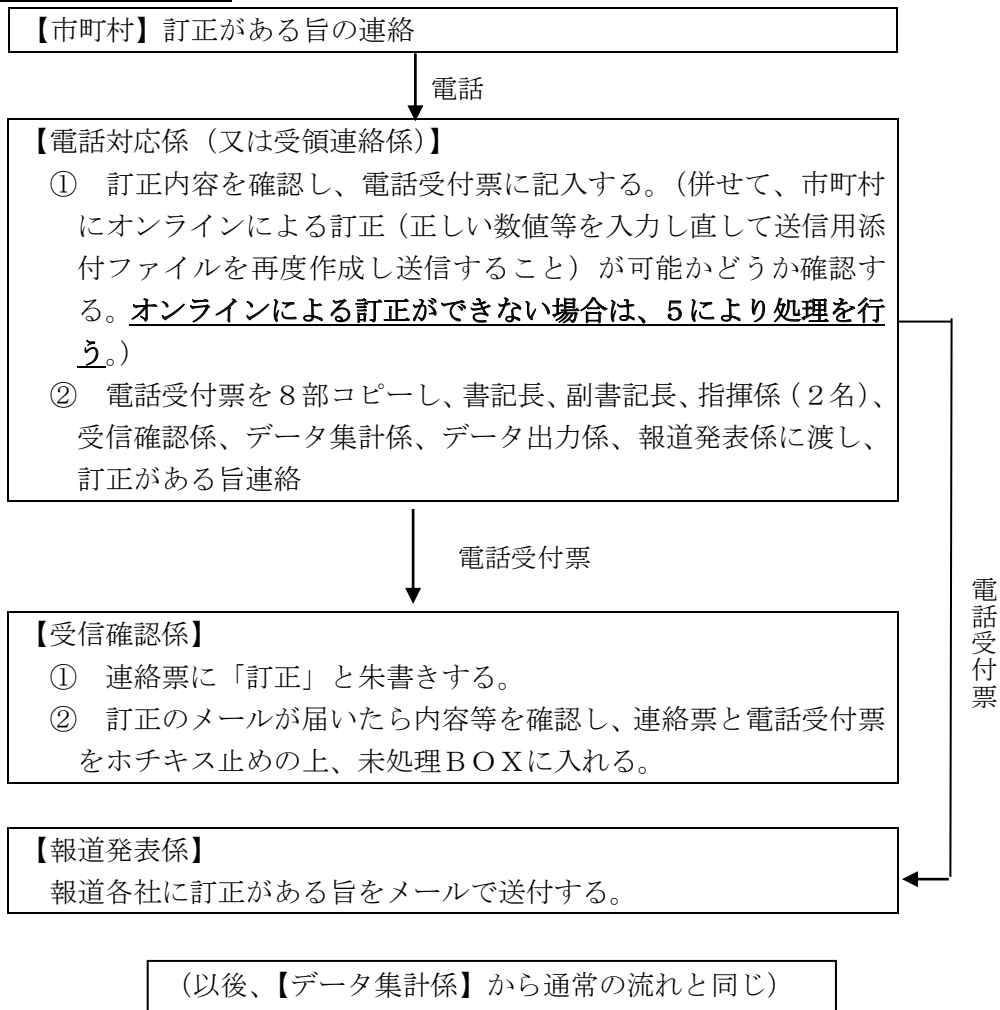 【市町村】訂正がある旨の連絡
電話
【電話対応係（又は受領連絡係）】
①　訂正内容を確認し、電話受付票に記入する。（併せて、市町村
にオンラインによる訂正（正しい数値等を入力し直して送信用添
付ファイルを再度作成し送信すること）が可能かどうか確認す
る。オンラインによる訂正ができない場合は、５により処理を行
う。）
②　電話受付票を８部コピーし、書記長、副書記長、指揮係（２名）、
受信確認係、データ集計係、データ出力係、報道発表係に渡し、
訂正がある旨連絡
電話受付票
電話受付票
【受信確認係】
①　連絡票に「訂正」と朱書きする。
②　訂正のメールが届いたら内容等を確認し、連絡票と電話受付票
をホチキス止めの上、未処理ＢＯＸに入れる。
【報道発表係】
報道各社に訂正がある旨をメールで送付する。
（以後、【データ集計係】から通常の流れと同じ）